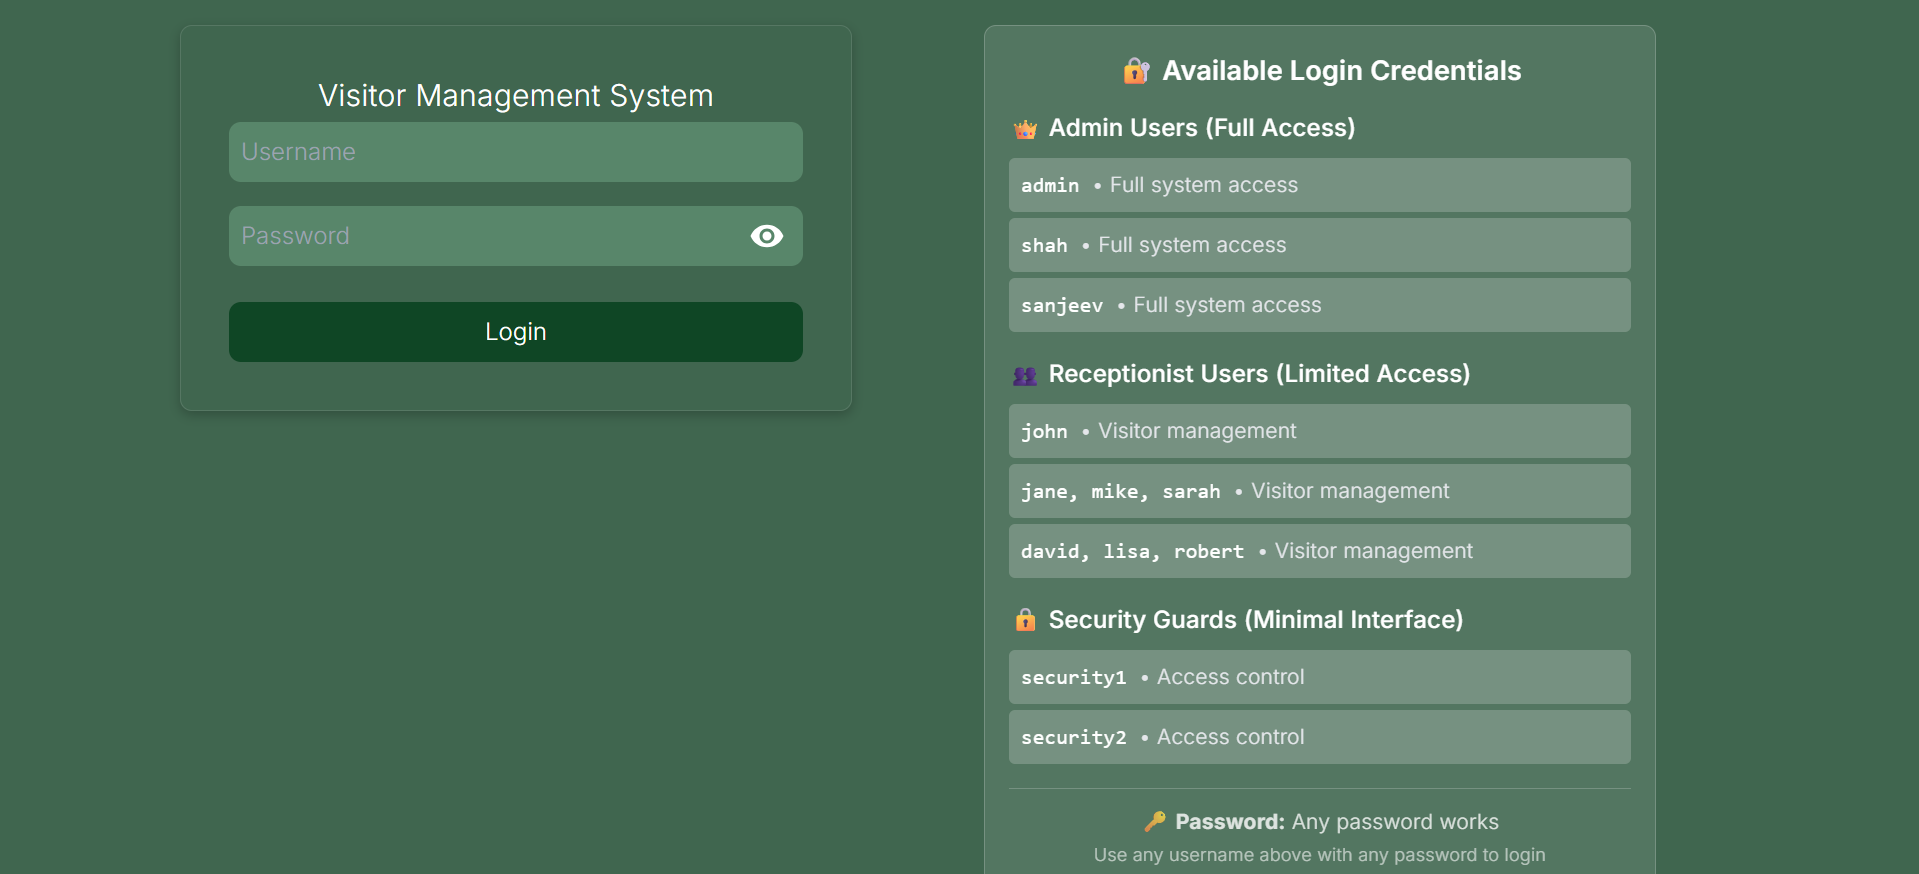 Visitor Management System
Username
Password
Login
Available Login Credentials
Admin Users (Full Access)
admin • Full system access
shah • Full system access
sanjeev • Full system access
Receptionist Users (Limited Access)
john • Visitor management
jane, mike, sarah • Visitor management
david, lisa, robert • Visitor management
Security Guards (Minimal Interface)
security1 • Access control
security2 • Access control
Password: Any password works
Use any username above with any password to login